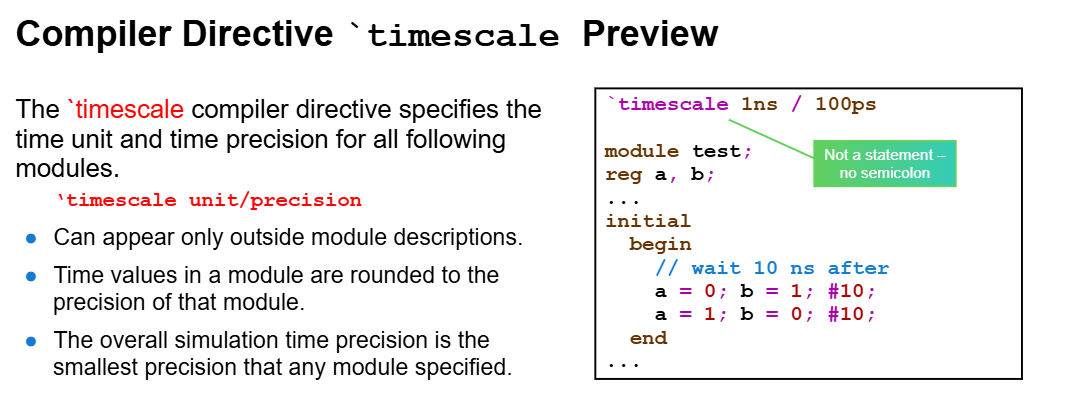 Compiler Directive `timescale Preview
The `timescale compiler directive specifies the
time unit and time precision for all following
modules.
‘timescale unit/precision
● Can appear only outside module descriptions.
● Time values in a module are rounded to the
precision of that module.
● The overall simulation time precision is the
smallest precision that any module specified.
`timescale 1ns / 100ps
module test;
reg a, b;
...
initial
begin
// wait 10 ns after
a = 0; b = 1; #10;
a = 1; b = 0; #10;
end
...
Not a statement –
no semicolon